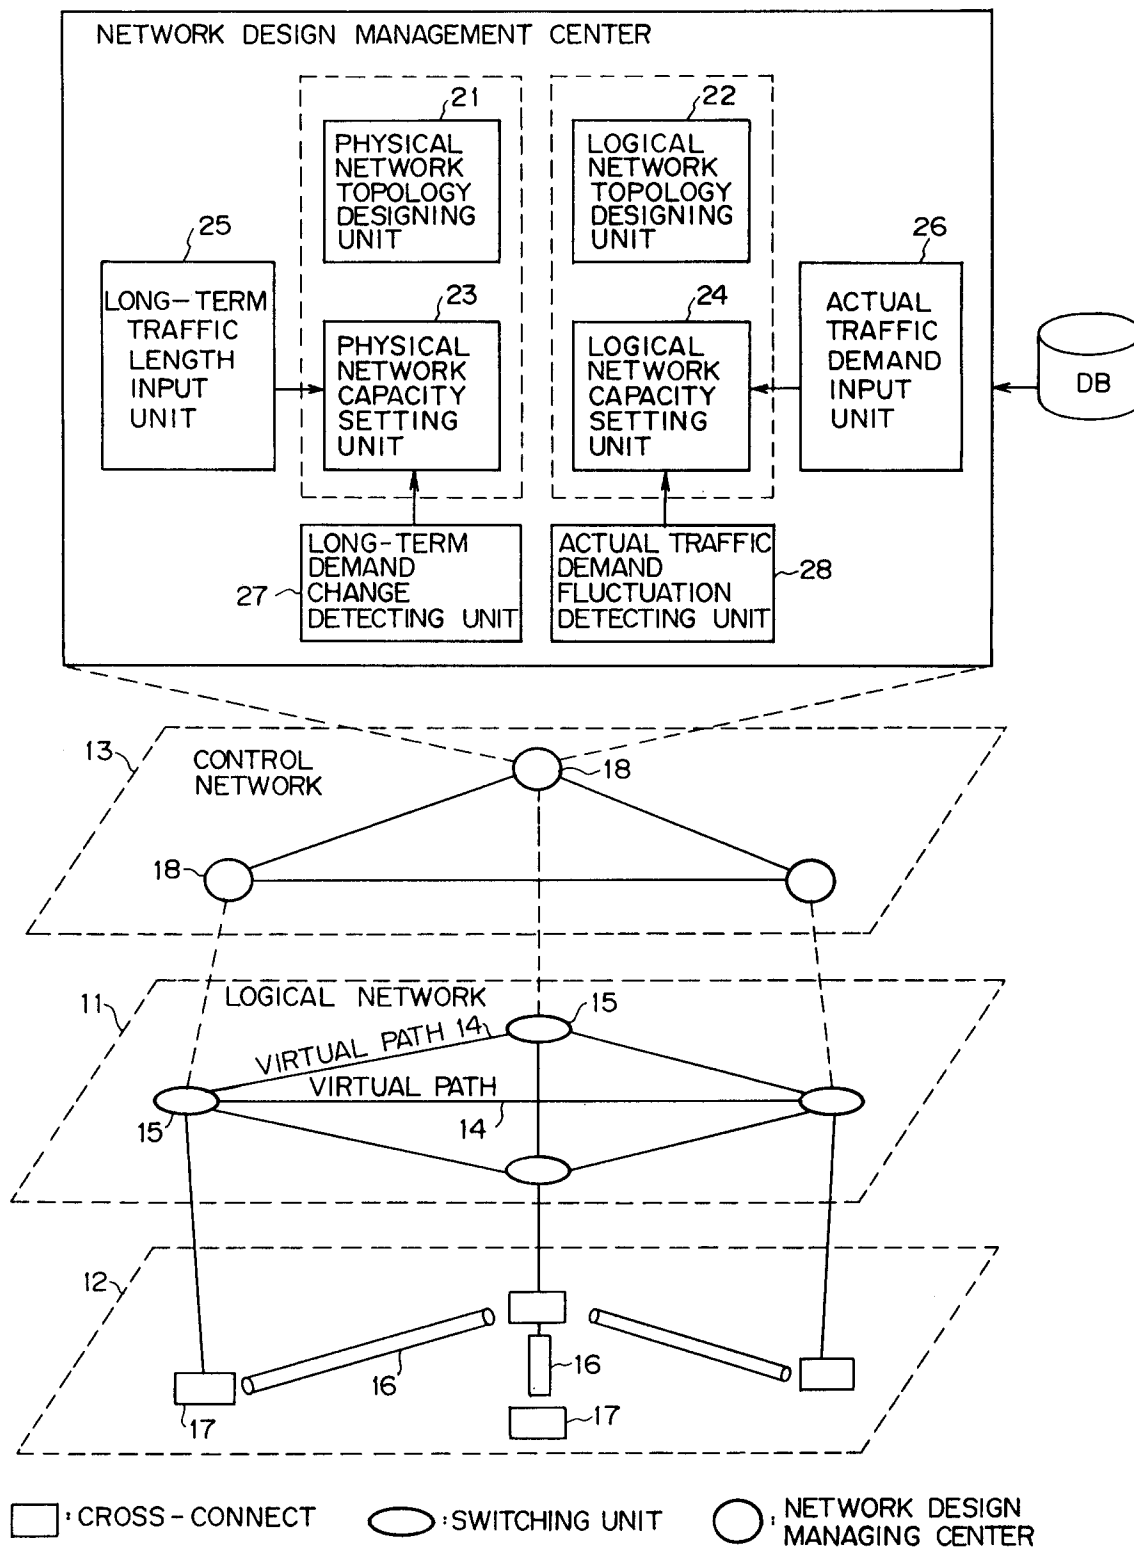 NETWORK DESIGN MANAGEMENT CENTER
21
PHYSICAL
NETWORK
TOPOLOGY
DESIGNING
UNIT
22
LOGICAL
NETWORK
TOPOLOGY
DESIGNING
UNIT
25
LONG-TERM
TRAFFIC
LENGTH
INPUT
UNIT
23
PHYSICAL
NETWORK
CAPACITY
SETTING
UNIT
24
LOGICAL
NETWORK
CAPACITY
SETTING
UNIT
26
ACTUAL
TRAFFIC
DEMAND
INPUT
UNIT
DB
27
LONG-TERM
DEMAND
CHANGE
DETECTING UNIT
ACTUAL TRAFFIC
DEMAND
FLUCTUATION
DETECTING UNIT
28
13
CONTROL
NETWORK
18
18
11
LOGICAL NETWORK
15
VIRTUAL PATH 14
VIRTUAL PATH
14
15
12
16
16
17
17
: CROSS-CONNECT
: SWITCHING UNIT
: NETWORK DESIGN
MANAGING CENTER